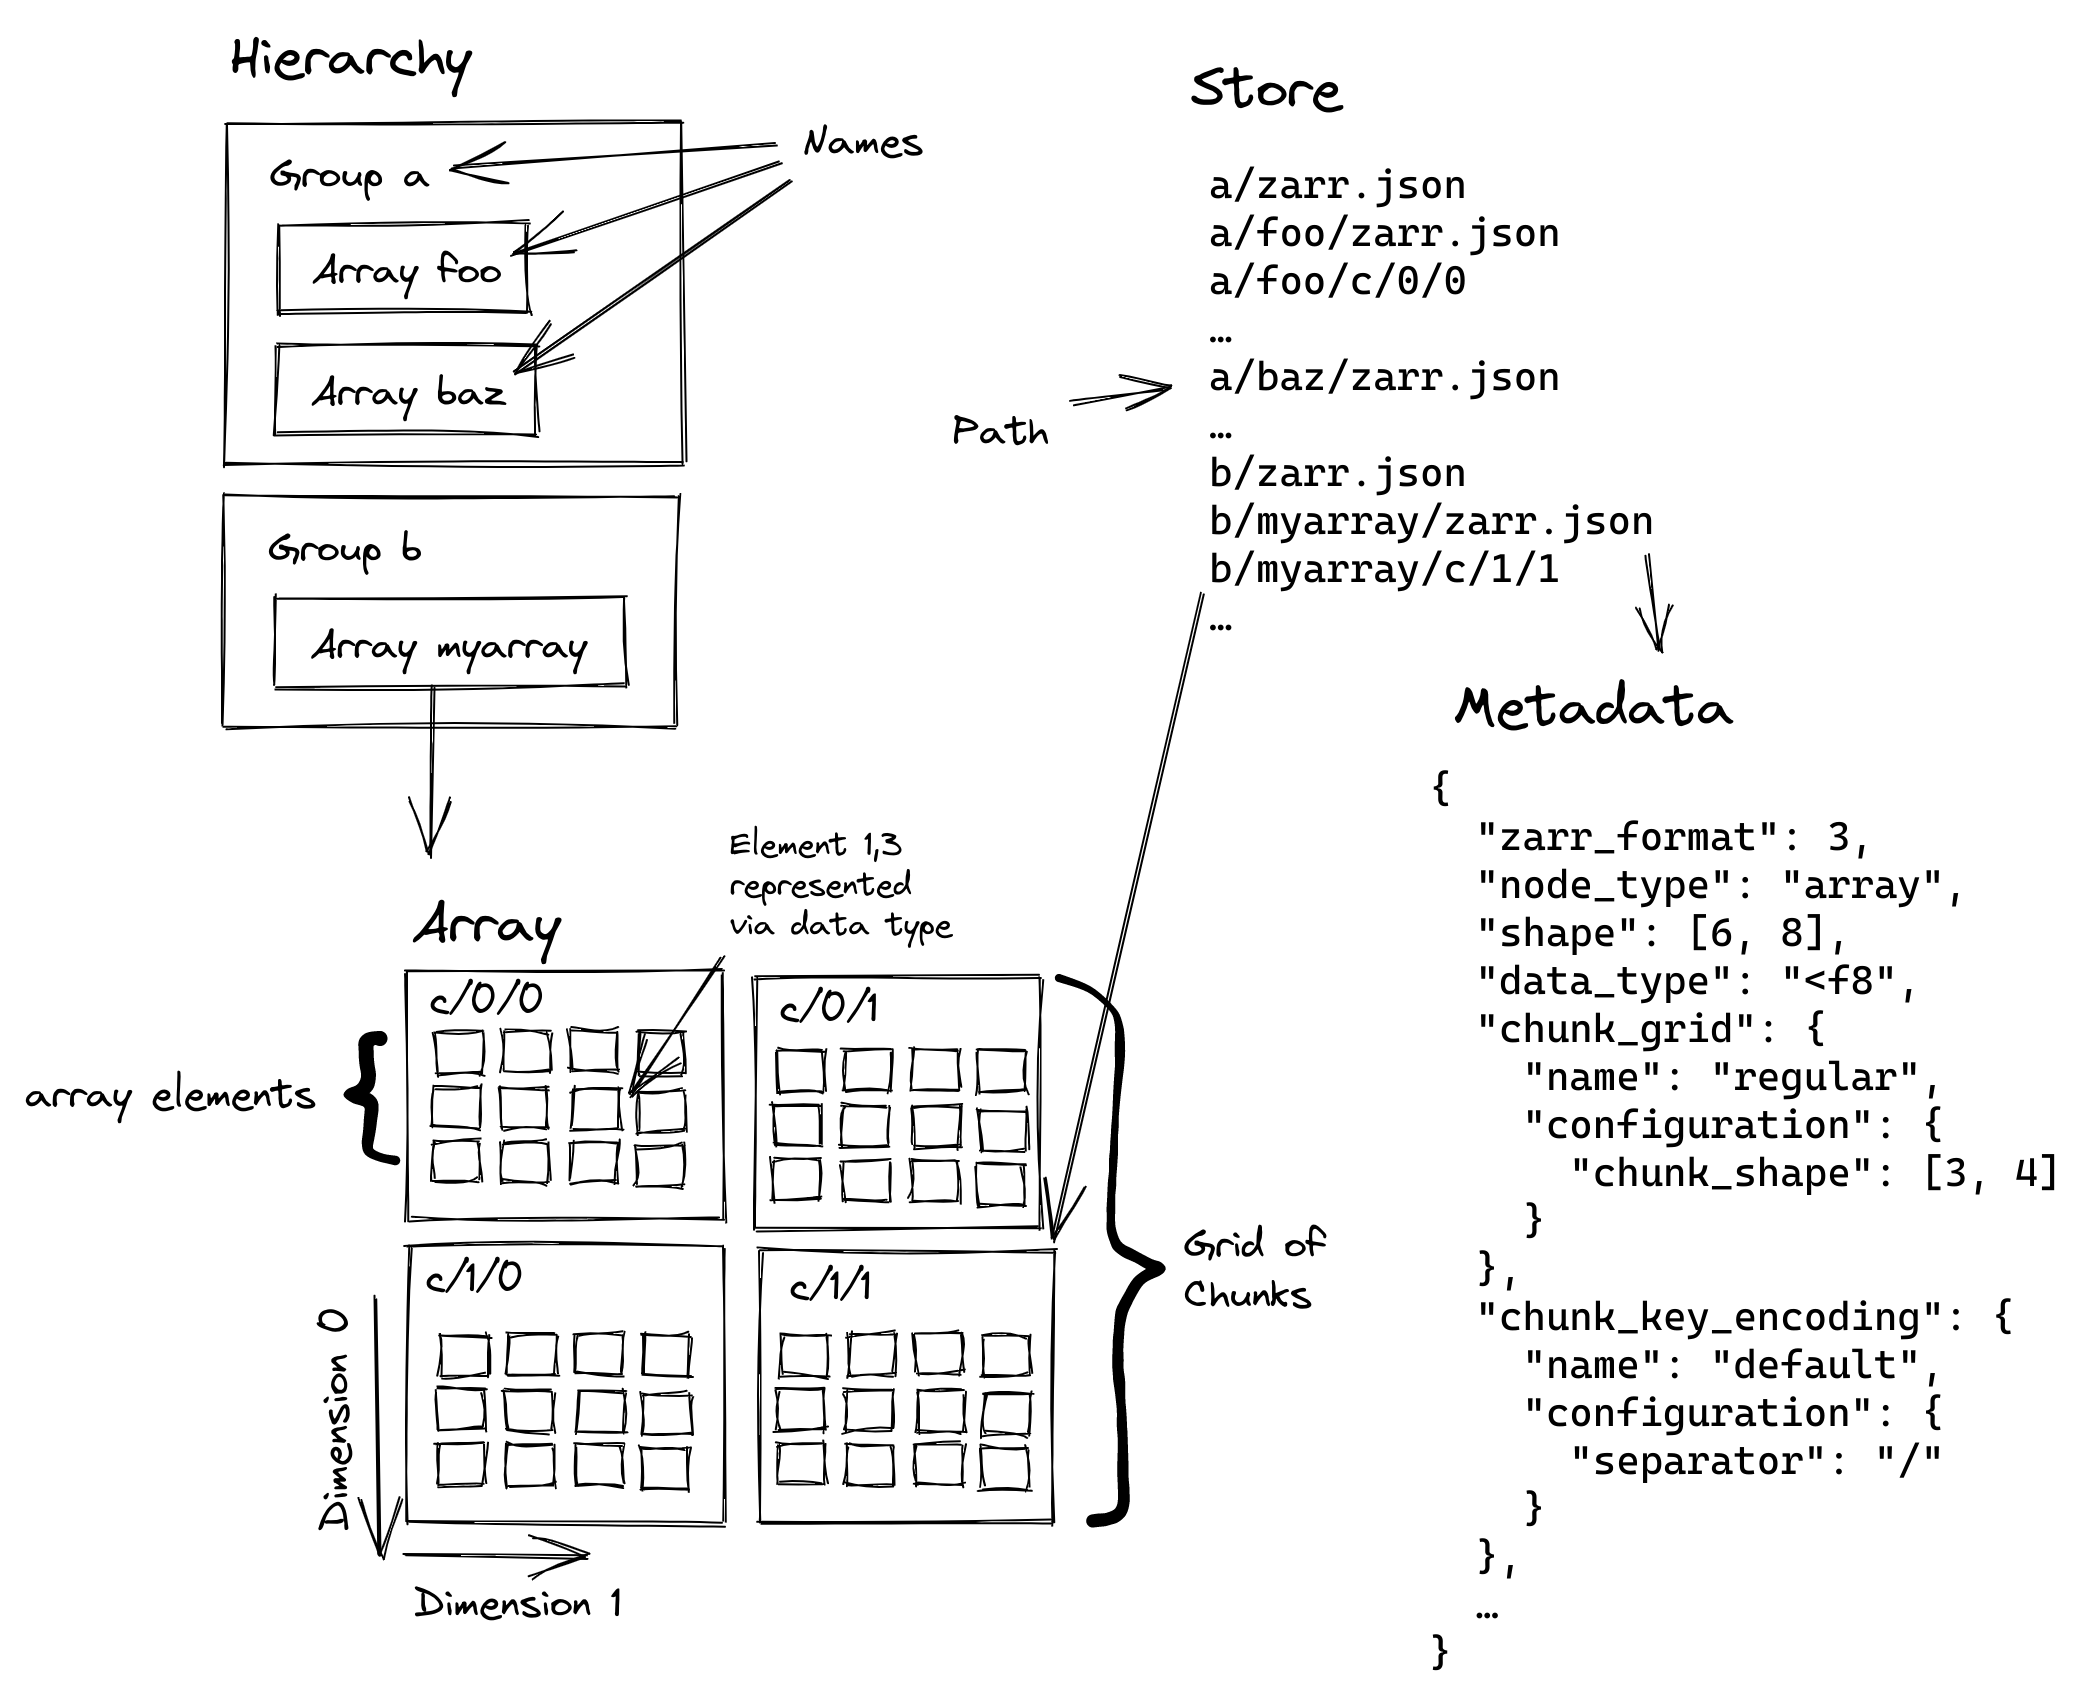 Hierarchy
Group a
Array foo
Array baz
Names
Group b
Array myarray
Store
a/zarr.json
a/foo/zarr.json
a/foo/c/0/0
…
a/baz/zarr.json
…
b/zarr.json
b/myarray/zarr.json
b/myarray/c/1/1
…
Path
Array
Element 1,3
represented
via data type
c/0/0
c/0/1
array elements
c/1/0
c/1/1
Grid of
Chunks
Dimension 0
Dimension 1
Metadata
{
  "zarr_format": 3,
  "node_type": "array",
  "shape": [6, 8],
  "data_type": "<f8",
  "chunk_grid": {
    "name": "regular",
    "configuration": {
      "chunk_shape": [3, 4]
    }
  },
  "chunk_key_encoding": {
    "name": "default",
    "configuration": {
      "separator": "/"
    }
  },
  …
}